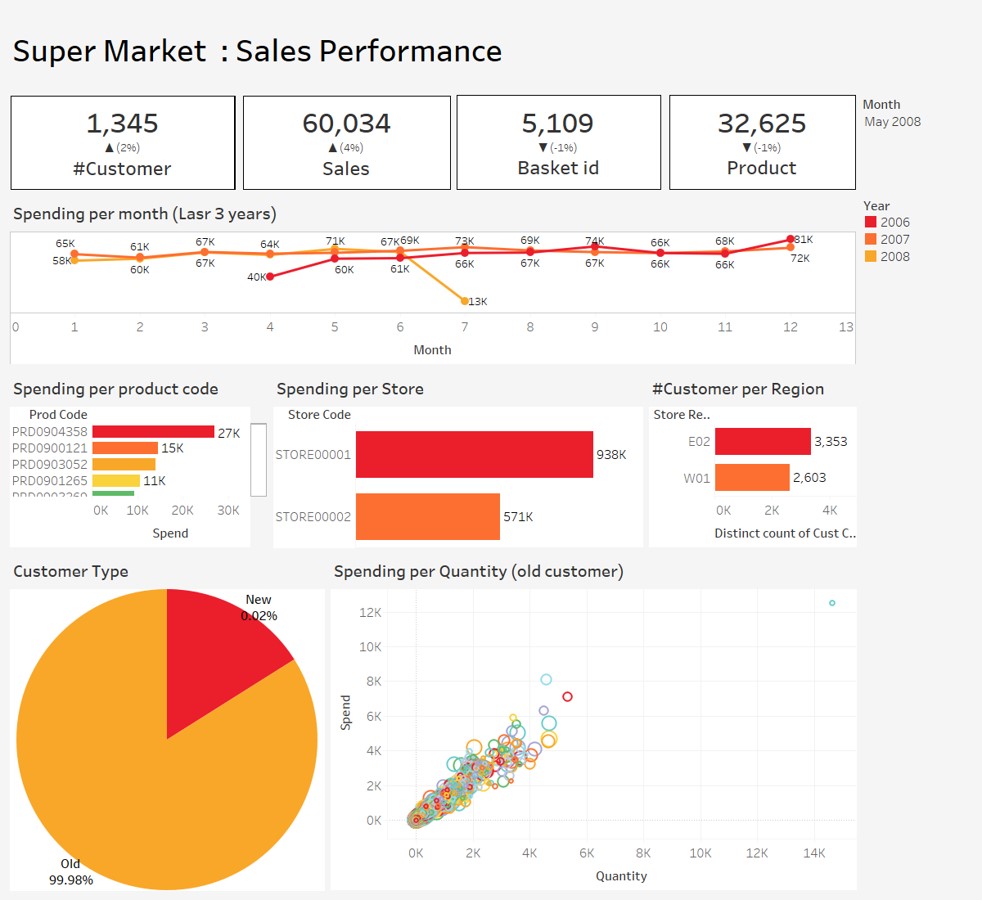 Super Market : Sales Performance
1,345
▲(2%)
#Customer
60,034
▲(4%)
Sales
5,109
▼(-1%)
Basket id
32,625
▼(-1%)
Product
Month
May 2008
Year
2006
2007
2008
Spending per month (Lasr 3 years)
65K 61K 67K 64K 71K 67K 69K 73K 69K 74K 66K 68K 81K
58K 60K 67K 40K 60K 61K 66K 67K 67K 66K 66K 72K
13K
0 1 2 3 4 5 6 7 8 9 10 11 12 13
Month
Spending per product code
Prod Code
PRD0904358 27K
PRD0900121 15K
PRD0903052
PRD0901265 11K
0K 10K 20K 30K
Spend
Spending per Store
Store Code
STORE00001 938K
STORE00002 571K
#Customer per Region
Store Re..
E02 3,353
W01 2,603
0K 2K 4K
Distinct count of Cust C..
Customer Type
New
0.02%
Old
99.98%
Spending per Quantity (old customer)
Spend
12K
10K
8K
6K
4K
2K
0K
0K 2K 4K 6K 8K 10K 12K 14K
Quantity